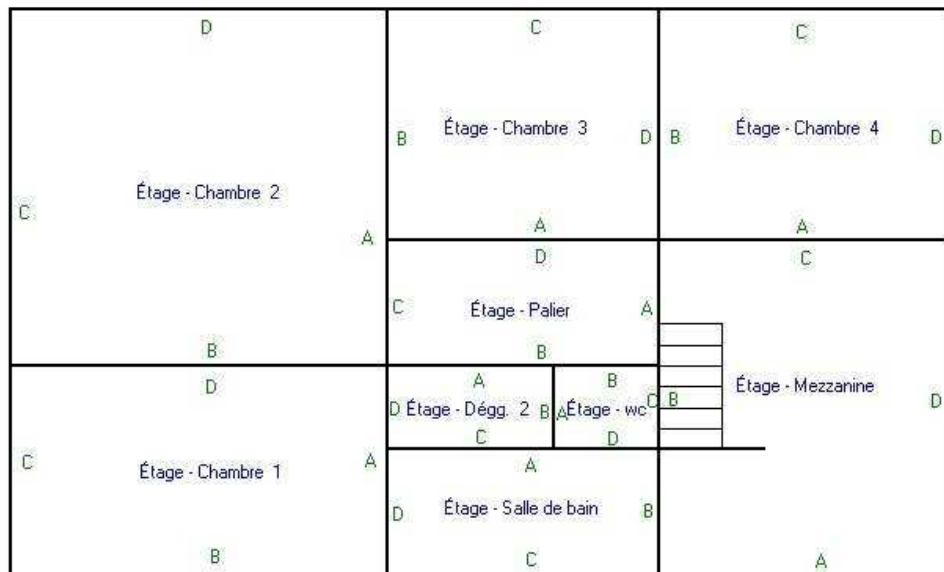 D
C
C
Étage - Chambre 3
Étage - Chambre 4
B
D
B
D
Étage - Chambre 2
C
A
A
A
D
C
C
Étage - Palier
A
B
B
D
A
B
Étage - Mezzanine
D
Étage - Dégg. 2
B
A
Étage - wc
C
B
D
C
D
C
A
A
Étage - Chambre 1
D
Étage - Salle de bain
B
B
C
A